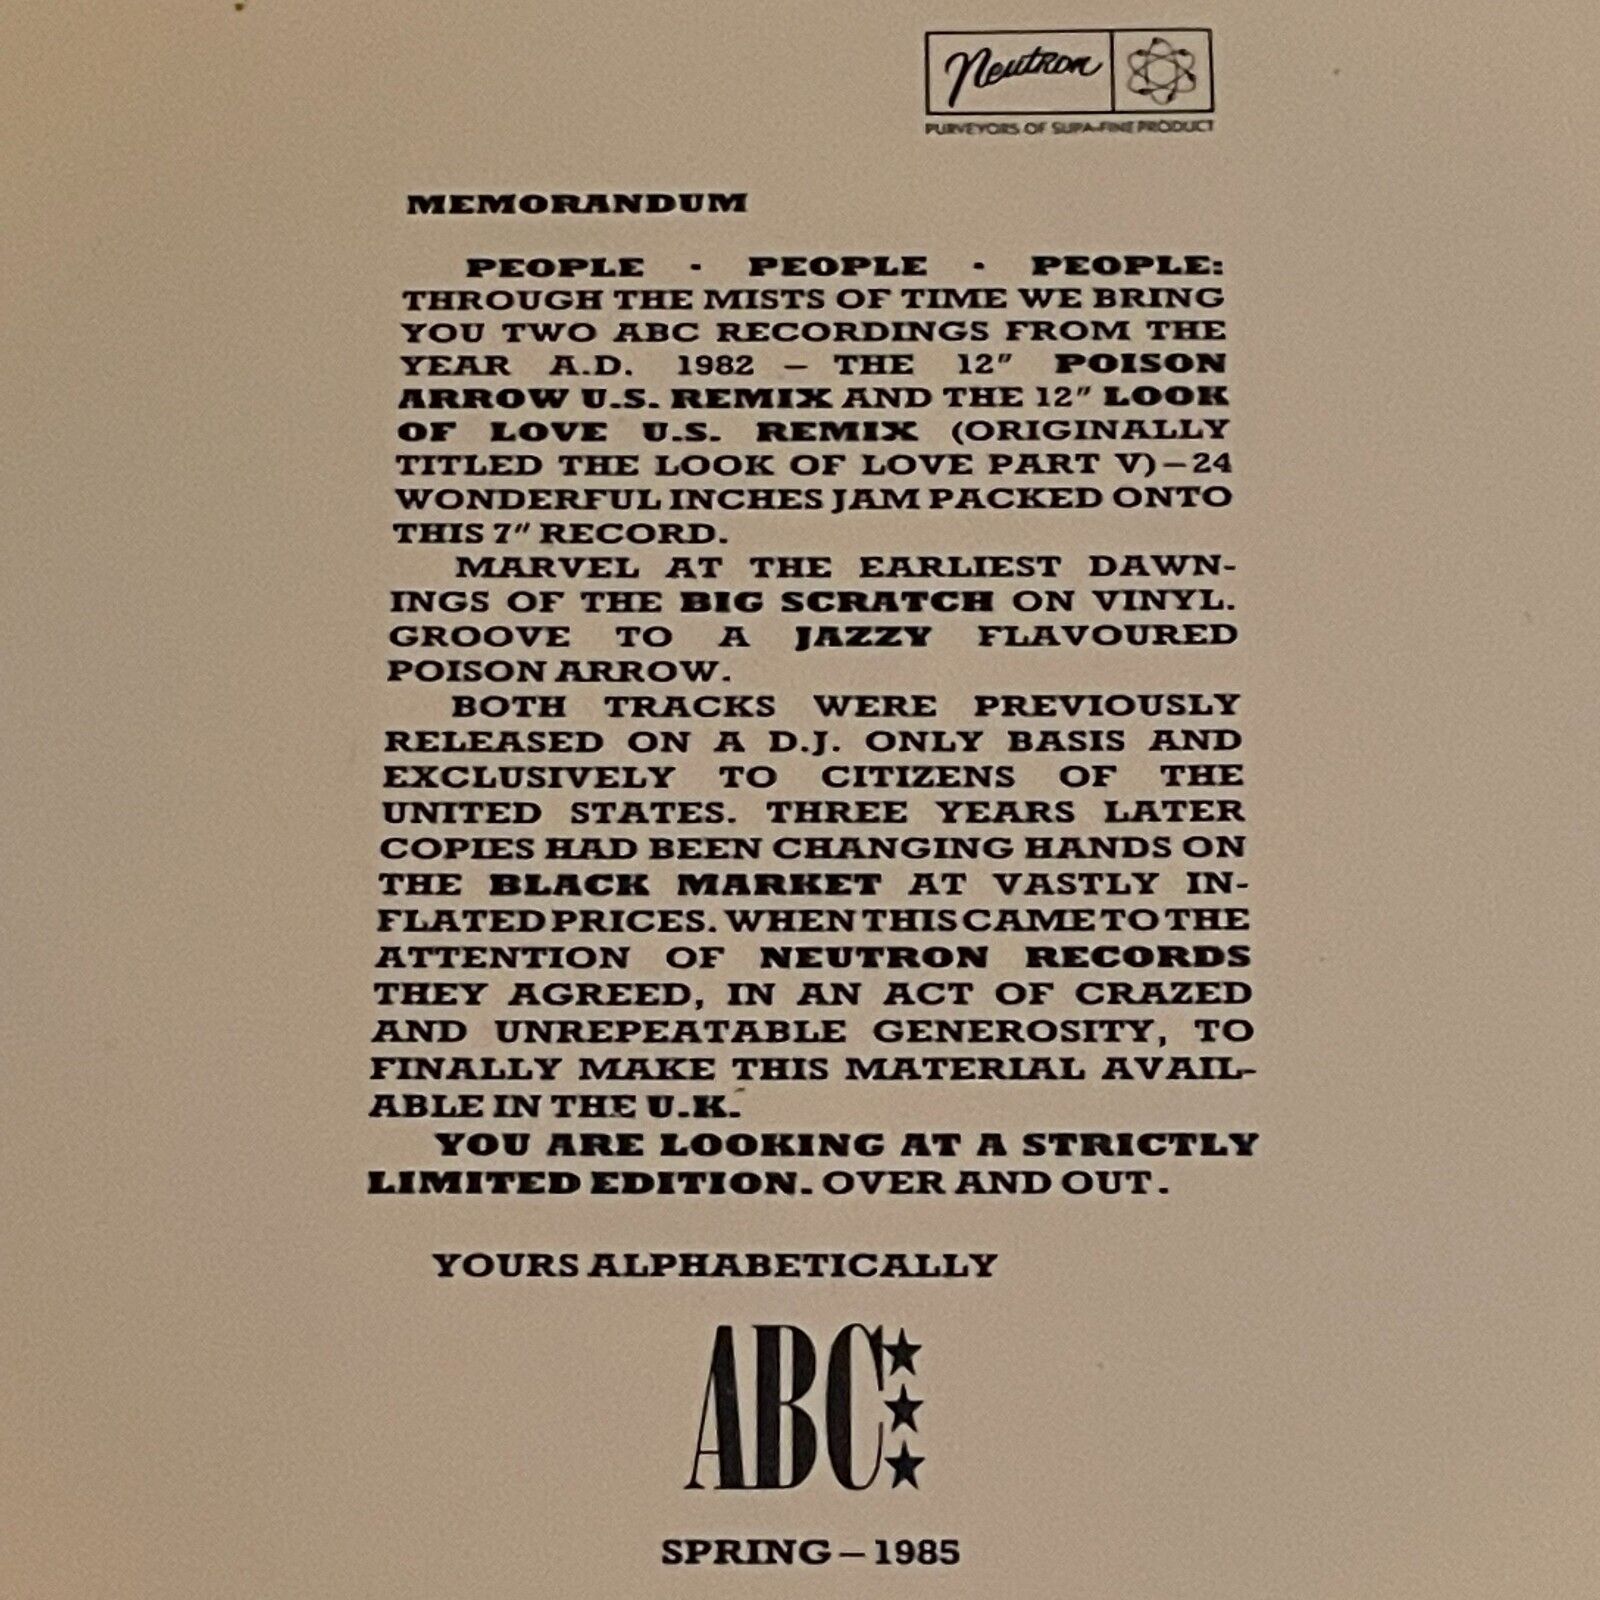 Neutron
PURVEYORS OF SUPA-FINE PRODUCT
MEMORANDUM
PEOPLE · PEOPLE · PEOPLE:
THROUGH THE MISTS OF TIME WE BRING
YOU TWO ABC RECORDINGS FROM THE
YEAR A.D. 1982 – THE 12" POISON
ARROW U.S. REMIX AND THE 12" LOOK
OF LOVE U.S. REMIX (ORIGINALLY
TITLED THE LOOK OF LOVE PART V) – 24
WONDERFUL INCHES JAM PACKED ONTO
THIS 7" RECORD.
MARVEL AT THE EARLIEST DAWN-
INGS OF THE BIG SCRATCH ON VINYL.
GROOVE TO A JAZZY FLAVOURED
POISON ARROW.
BOTH TRACKS WERE PREVIOUSLY
RELEASED ON A D.J. ONLY BASIS AND
EXCLUSIVELY TO CITIZENS OF THE
UNITED STATES. THREE YEARS LATER
COPIES HAD BEEN CHANGING HANDS ON
THE BLACK MARKET AT VASTLY IN-
FLATED PRICES. WHEN THIS CAME TO THE
ATTENTION OF NEUTRON RECORDS
THEY AGREED, IN AN ACT OF CRAZED
AND UNREPEATABLE GENEROSITY, TO
FINALLY MAKE THIS MATERIAL AVAIL-
ABLE IN THE U.K.
YOU ARE LOOKING AT A STRICTLY
LIMITED EDITION. OVER AND OUT.
YOURS ALPHABETICALLY
ABC
SPRING – 1985